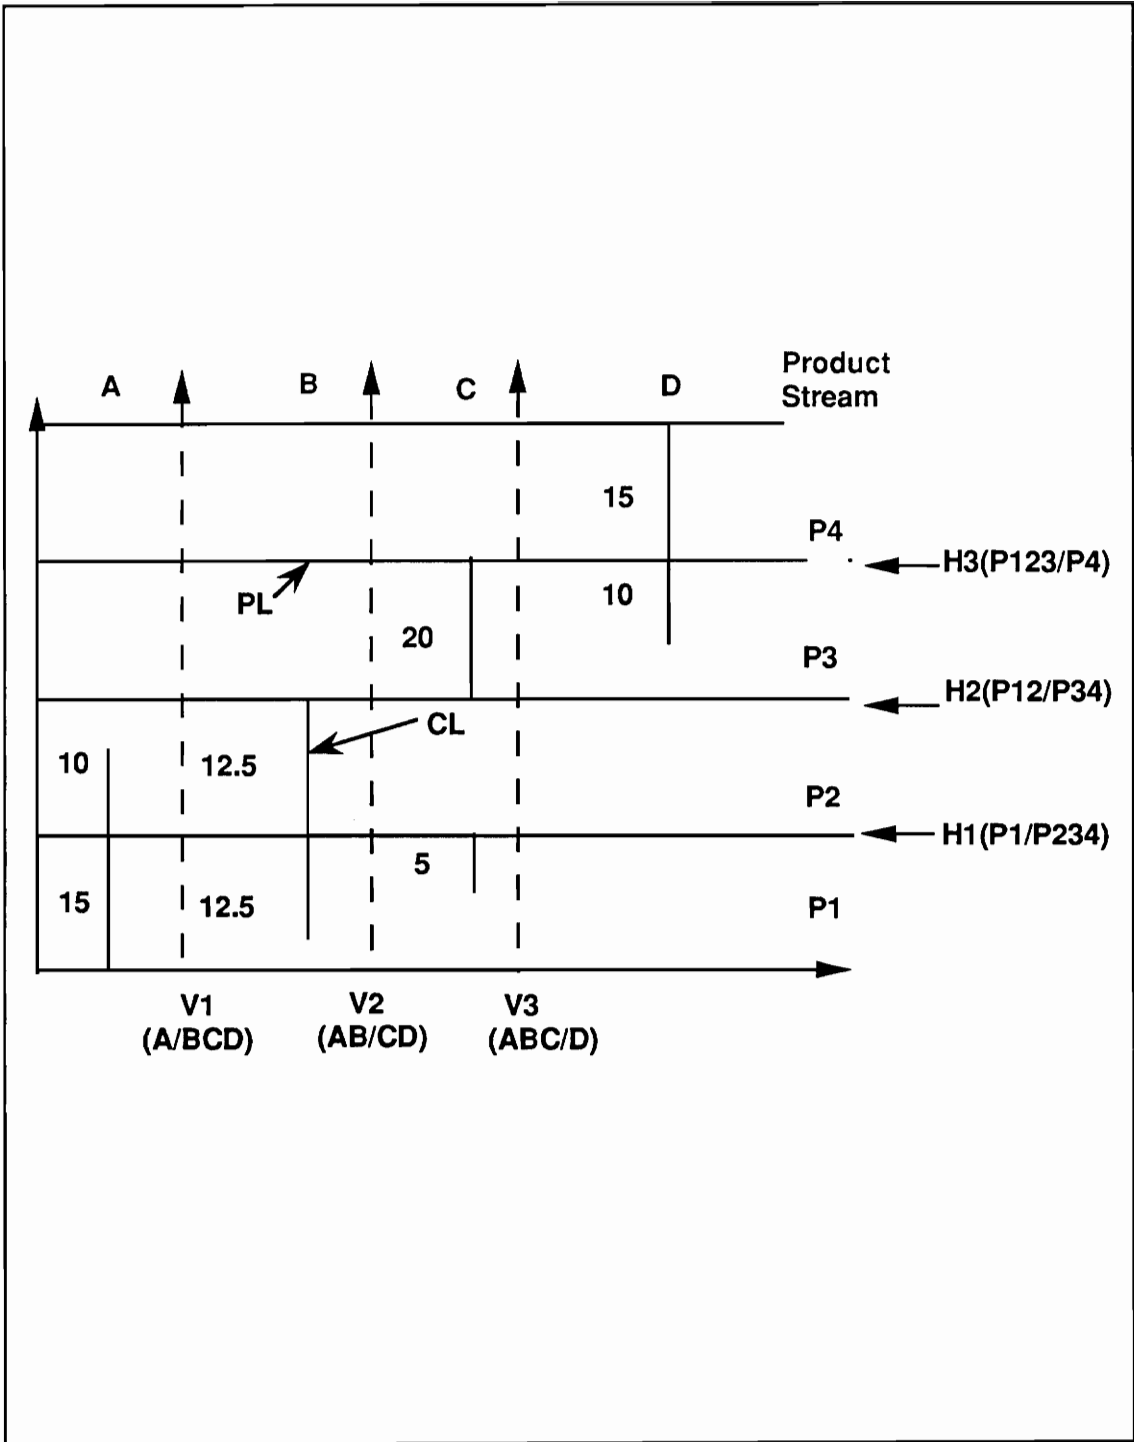 Product
Stream
A B C D
15
P4
H3(P123/P4)
PL
10
20
P3
H2(P12/P34)
CL
10 12.5
P2
H1(P1/P234)
5
15 12.5
P1
V1 V2 V3
(A/BCD) (AB/CD) (ABC/D)